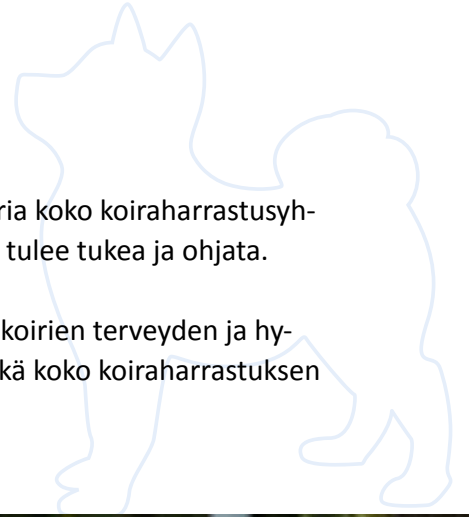 ria koko koiraharrastusyh-
tulee tukea ja ohjata.
koirien terveyden ja hy-
kä koko koiraharrastuksen